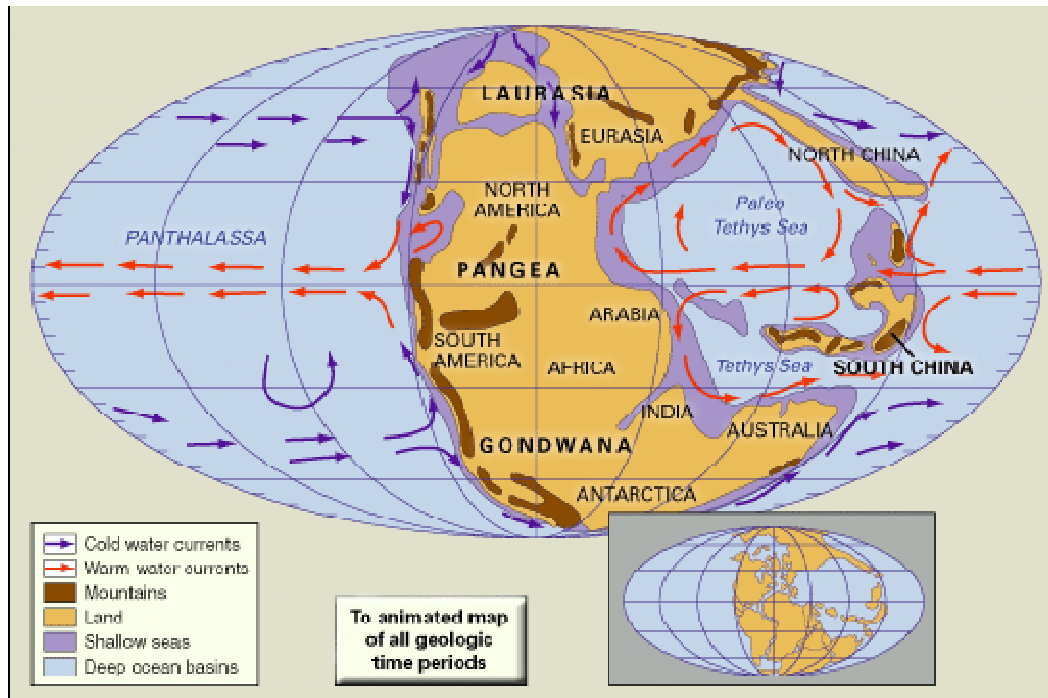 LAURASIA
EURASIA
NORTH CHINA
NORTH
AMERICA
Paleo
Tethys Sea
PANTHALASSA
PANGEA
ARABIA
SOUTH
AMERICA
AFRICA
Tethys Sea
SOUTH CHINA
INDIA
AUSTRALIA
GONDWANA
ANTARCTICA
Cold water currents
Warm water currents
Mountains
Land
Shallow seas
Deep ocean basins
To animated map
of all geologic
time periods